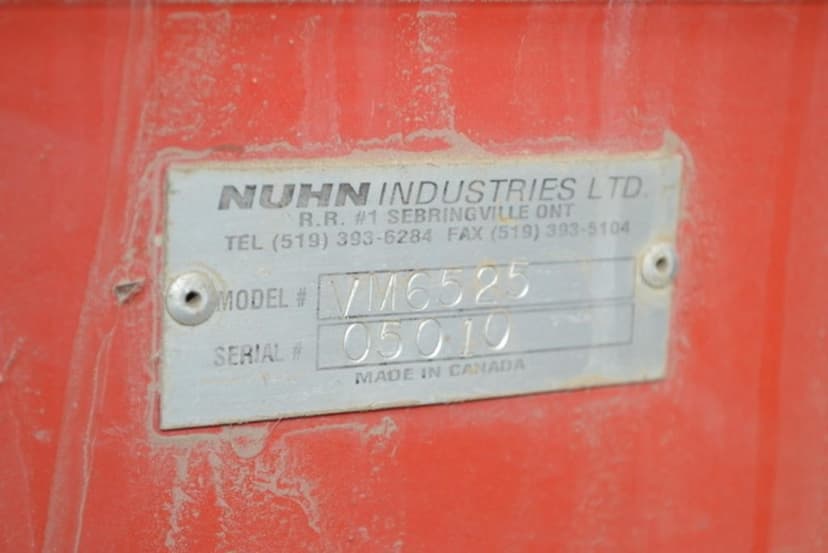 NUHN INDUSTRIES LTD.
R.R. #1 SEBRINGVILLE ONT
TEL (519) 393-6284 FAX (519) 393-5104
MODEL # VM6525
SERIAL # 05010
MADE IN CANADA